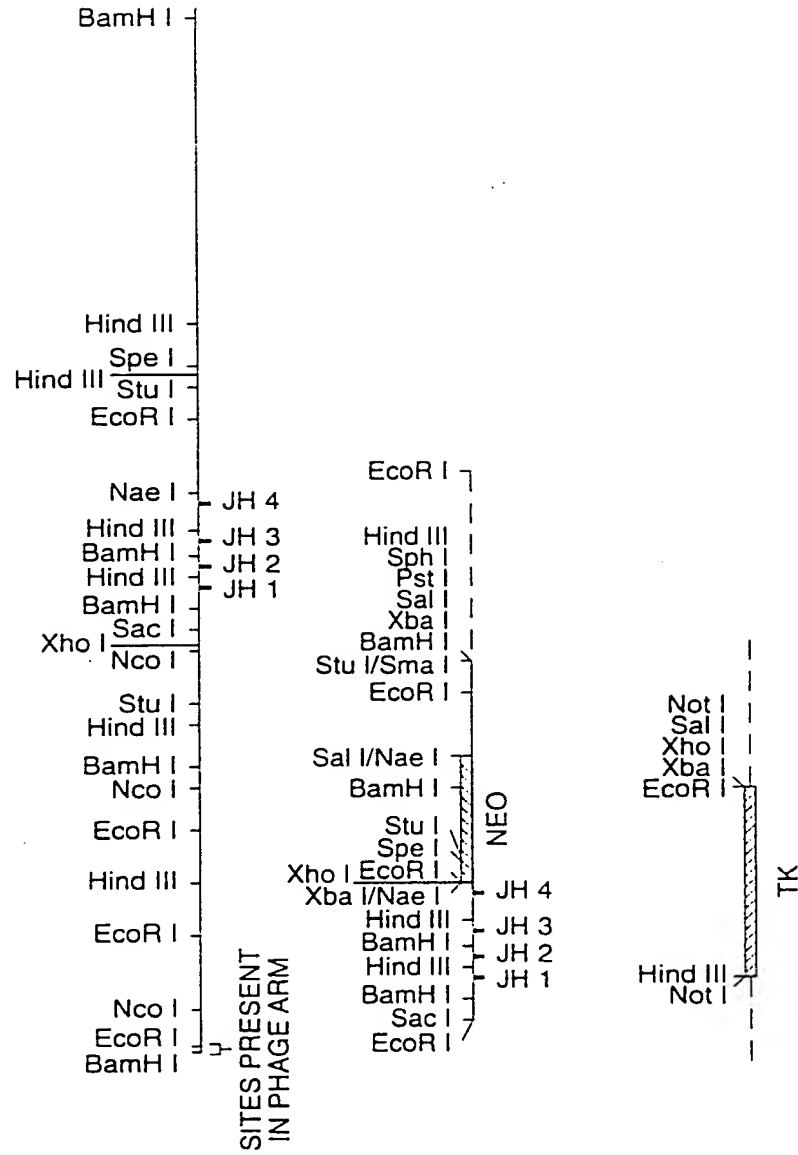 BamH I
Hind III
Spe I
Hind III
Stu I
EcoR I
Nae I
JH 4
Hind III
JH 3
BamH I
JH 2
Hind III
JH 1
BamH I
Sac I
Xho I
Nco I
Stu I
Hind III
BamH I
Nco I
EcoR I
Hind III
EcoR I
Nco I
EcoR I
BamH I
SITES PRESENT
IN PHAGE ARM
EcoR I
Hind III
Sph I
Pst I
Sal I
Xba I
BamH I
Stu I/Sma I
EcoR I
Sal I/Nae I
BamH I
NEO
Stu I
Spe I
EcoR I
Xho I
Xba I/Nae I
JH 4
Hind III
JH 3
BamH I
JH 2
Hind III
JH 1
BamH I
Sac I
EcoR I
Not I
Sal I
Xho I
Xba I
EcoR I
TK
Hind III
Not I